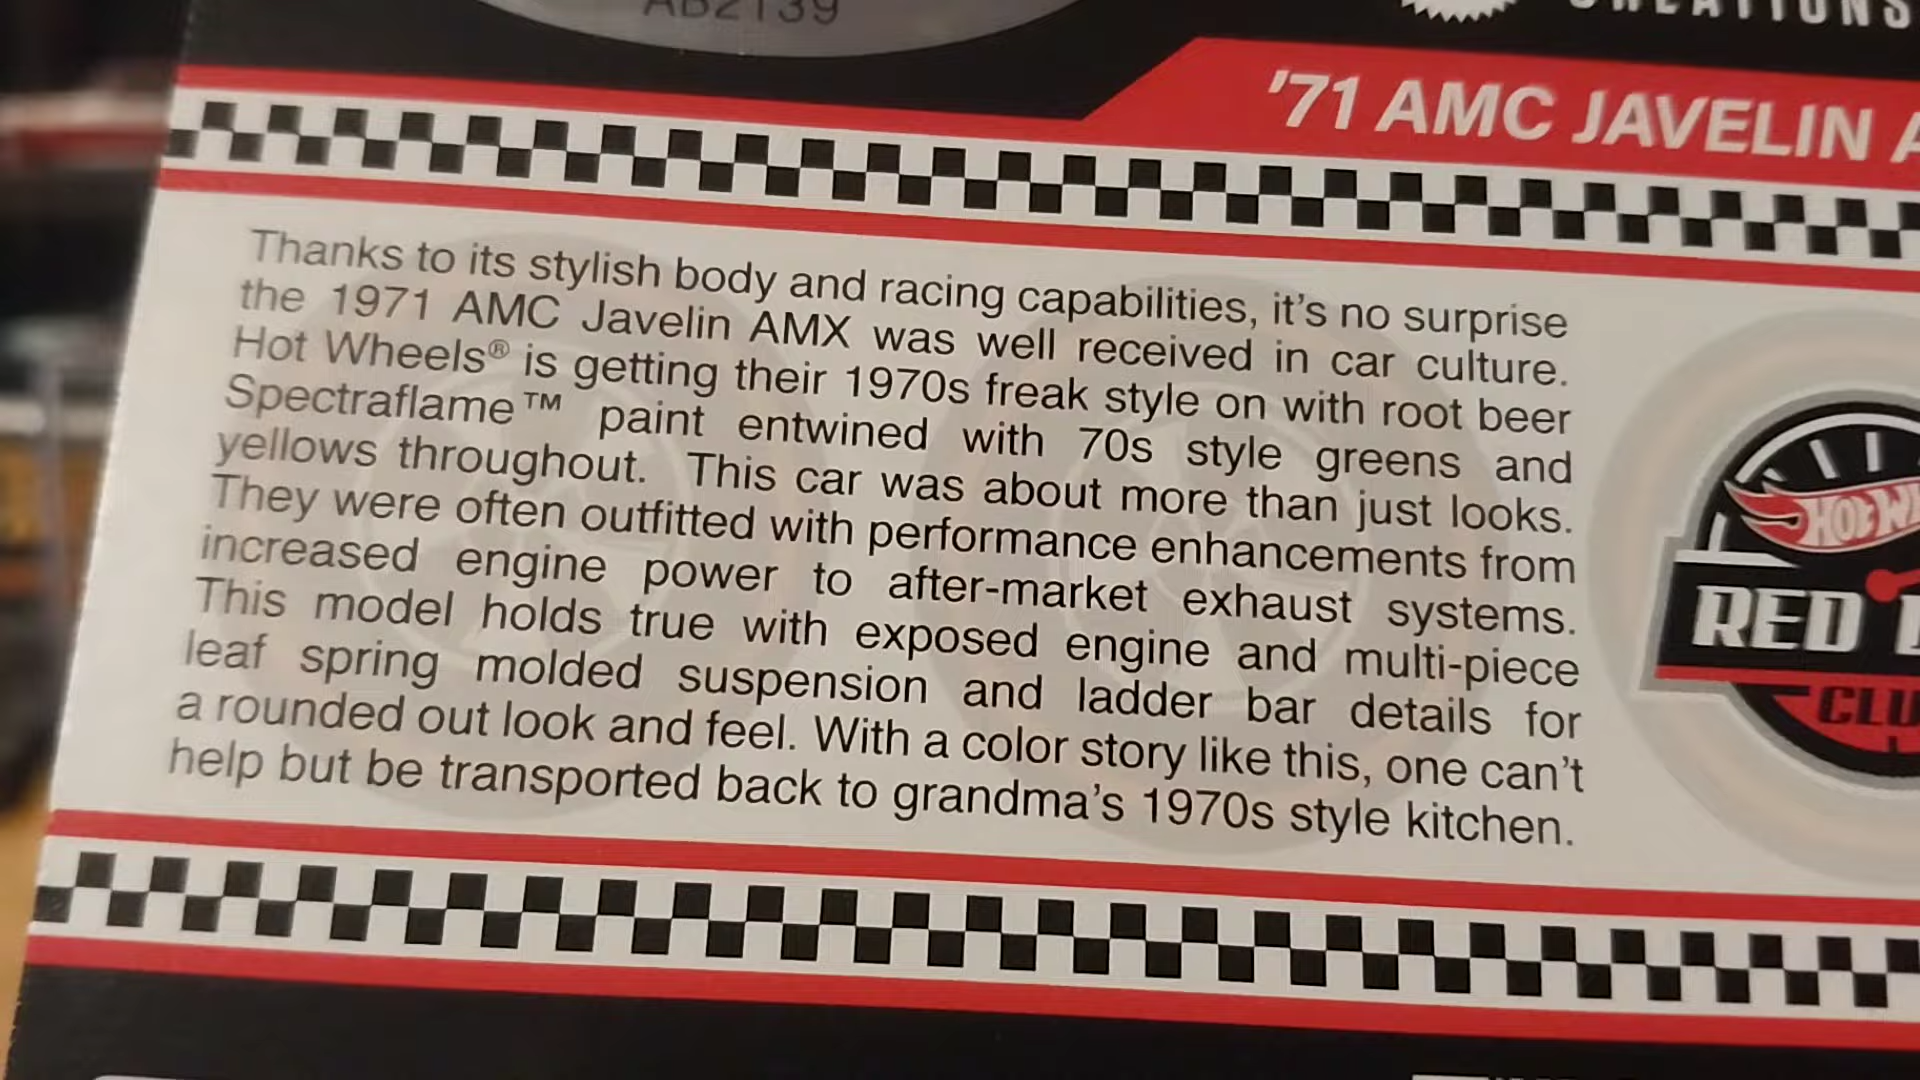 AB2139
CREATIONS
'71 AMC JAVELIN
Thanks to its stylish body and racing capabilities, it's no surprise
the 1971 AMC Javelin AMX was well received in car culture.
Hot Wheels® is getting their 1970s freak style on with root beer
Spectraflame™ paint entwined with 70s style greens and
yellows throughout. This car was about more than just looks.
They were often outfitted with performance enhancements from
increased engine power to after-market exhaust systems.
This model holds true with exposed engine and multi-piece
leaf spring molded suspension and ladder bar details for
a rounded out look and feel. With a color story like this, one can't
help but be transported back to grandma's 1970s style kitchen.
HOT WH
RED
CLU